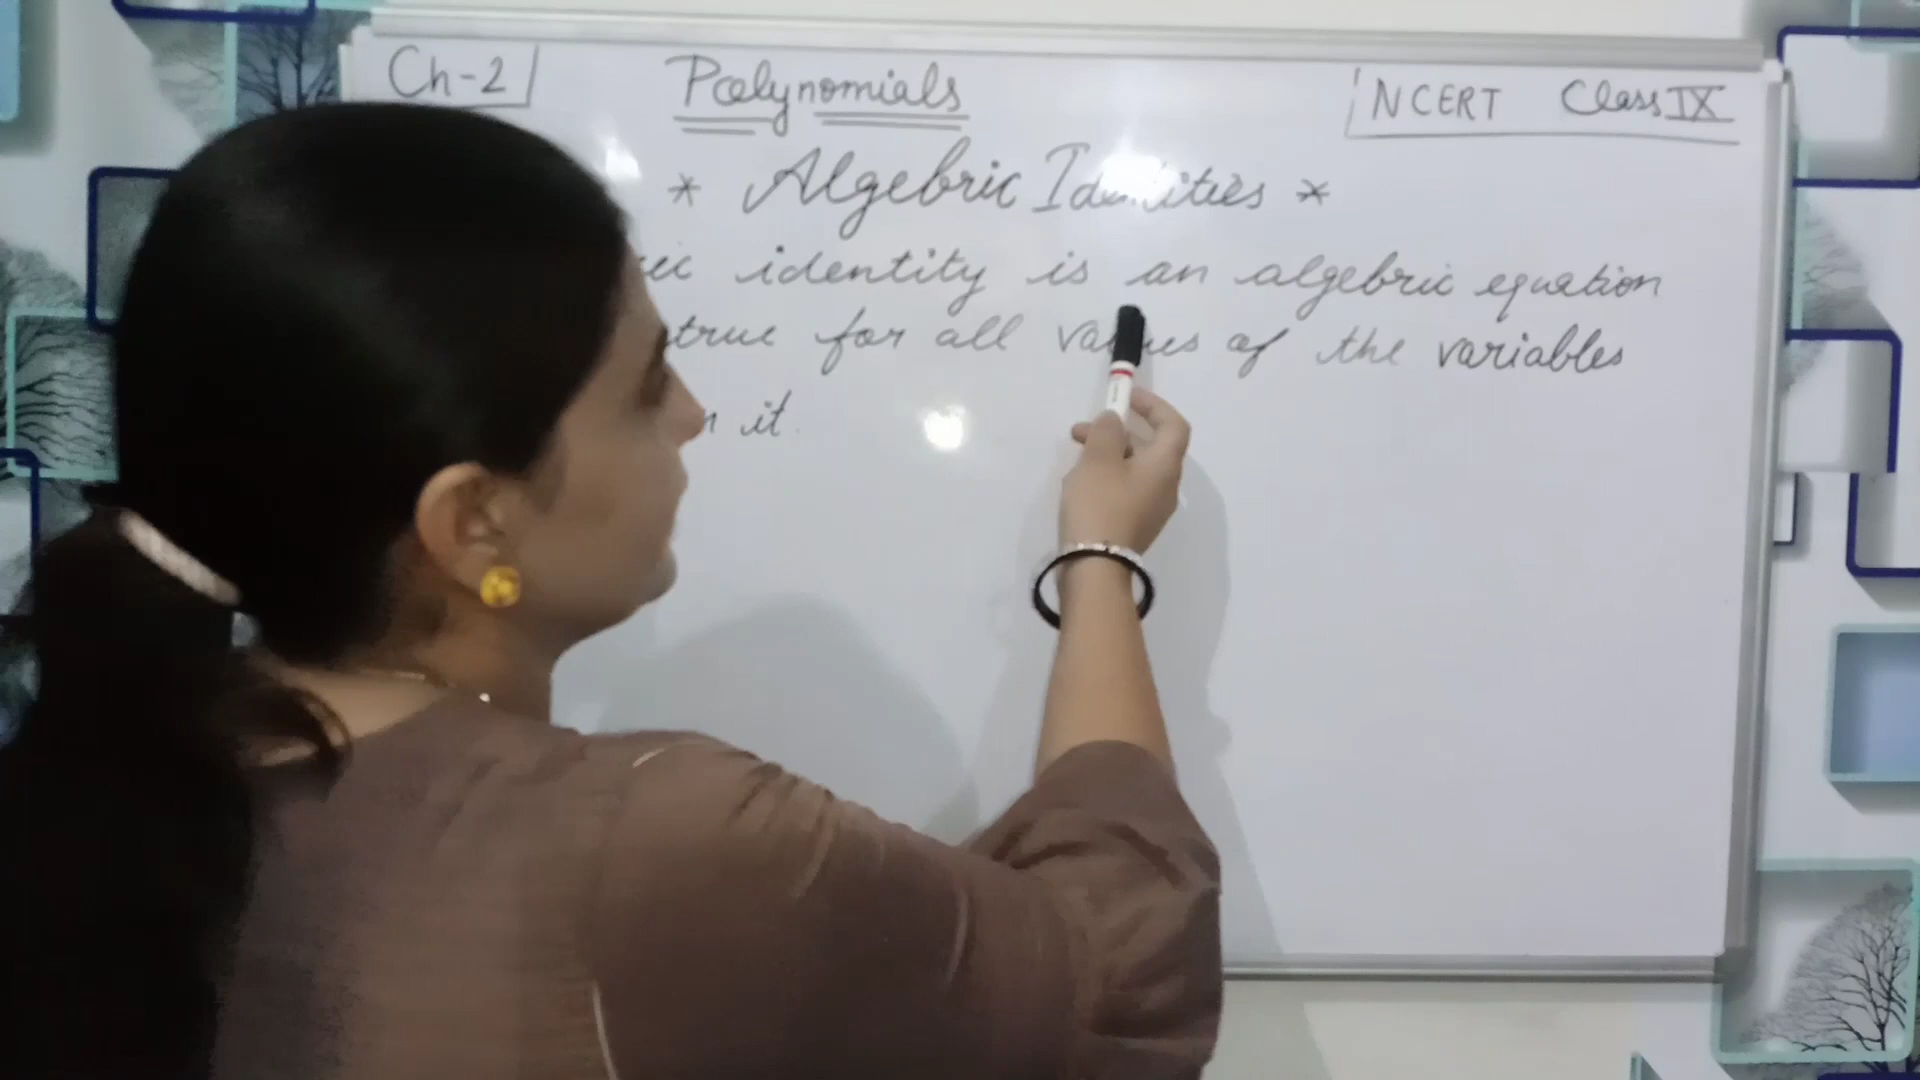 Ch-2 Polynomials NCERT Class IX
* Algebric Identities *
identity is an algebric equation
true for all values of the variables
it.